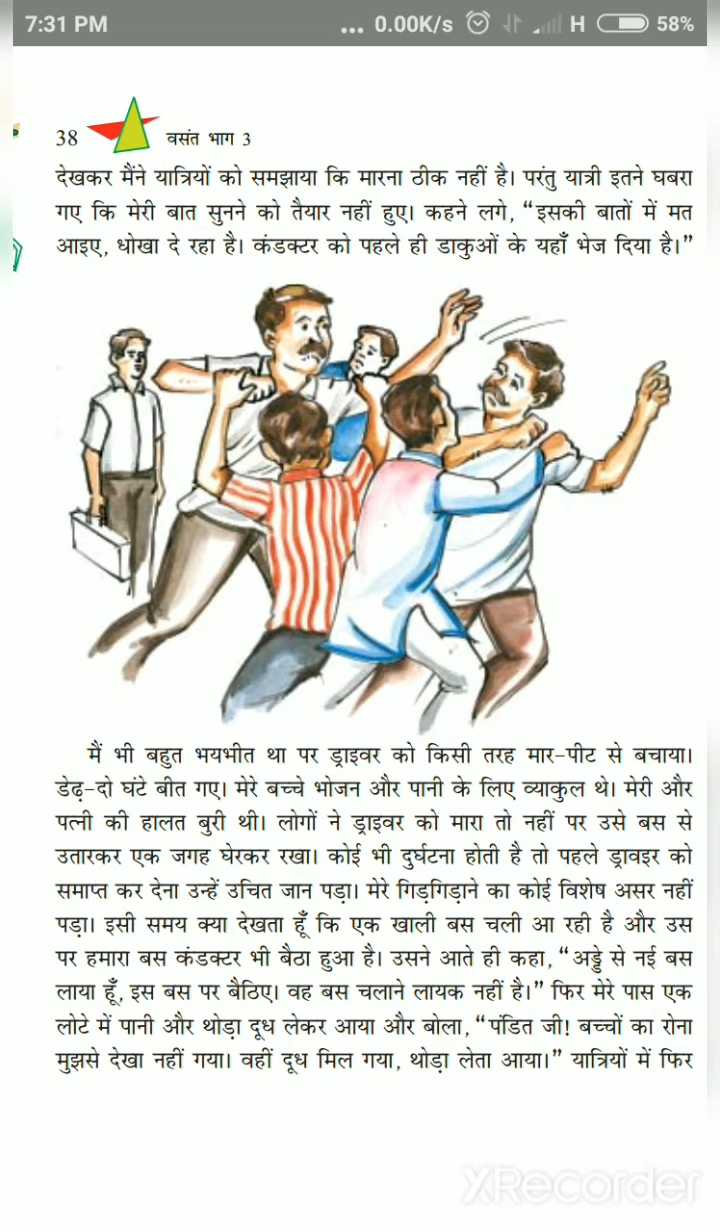 7:31 PM ... 0.00K/s H 58%
38 वसंत भाग 3
देखकर मैंने यात्रियों को समझाया कि मारना ठीक नहीं है। परंतु यात्री इतने घबरा
गए कि मेरी बात सुनने को तैयार नहीं हुए। कहने लगे, “इसकी बातों में मत
आइए, धोखा दे रहा है। कंडक्टर को पहले ही डाकुओं के यहाँ भेज दिया है।”
मैं भी बहुत भयभीत था पर ड्राइवर को किसी तरह मार-पीट से बचाया।
डेढ़-दो घंटे बीत गए। मेरे बच्चे भोजन और पानी के लिए व्याकुल थे। मेरी और
पत्नी की हालत बुरी थी। लोगों ने ड्राइवर को मारा तो नहीं पर उसे बस से
उतारकर एक जगह घेरकर रखा। कोई भी दुर्घटना होती है तो पहले ड्रावइर को
समाप्त कर देना उन्हें उचित जान पड़ा। मेरे गिड़गिड़ाने का कोई विशेष असर नहीं
पड़ा। इसी समय क्या देखता हूँ कि एक खाली बस चली आ रही है और उस
पर हमारा बस कंडक्टर भी बैठा हुआ है। उसने आते ही कहा, “अड्डे से नई बस
लाया हूँ, इस बस पर बैठिए। वह बस चलाने लायक नहीं है।” फिर मेरे पास एक
लोटे में पानी और थोड़ा दूध लेकर आया और बोला, “पंडित जी! बच्चों का रोना
मुझसे देखा नहीं गया। वहीं दूध मिल गया, थोड़ा लेता आया।” यात्रियों में फिर
XRecorder